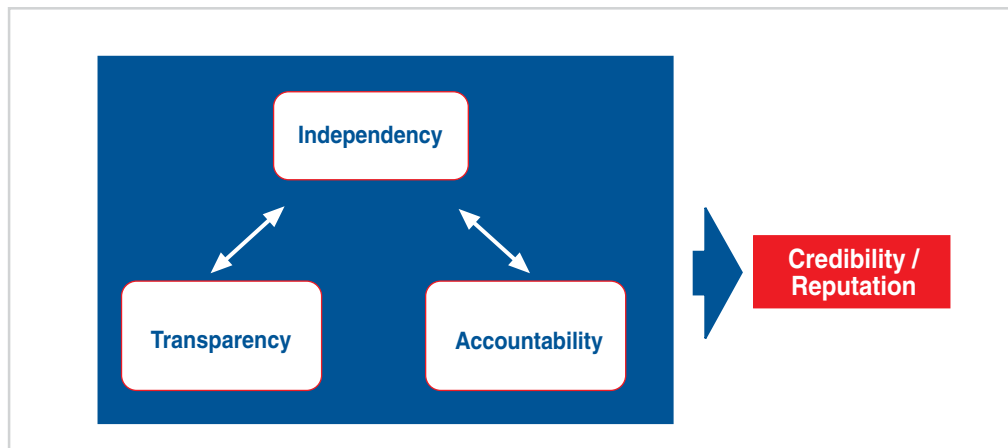 Independency
Transparency
Accountability
Credibility /
Reputation